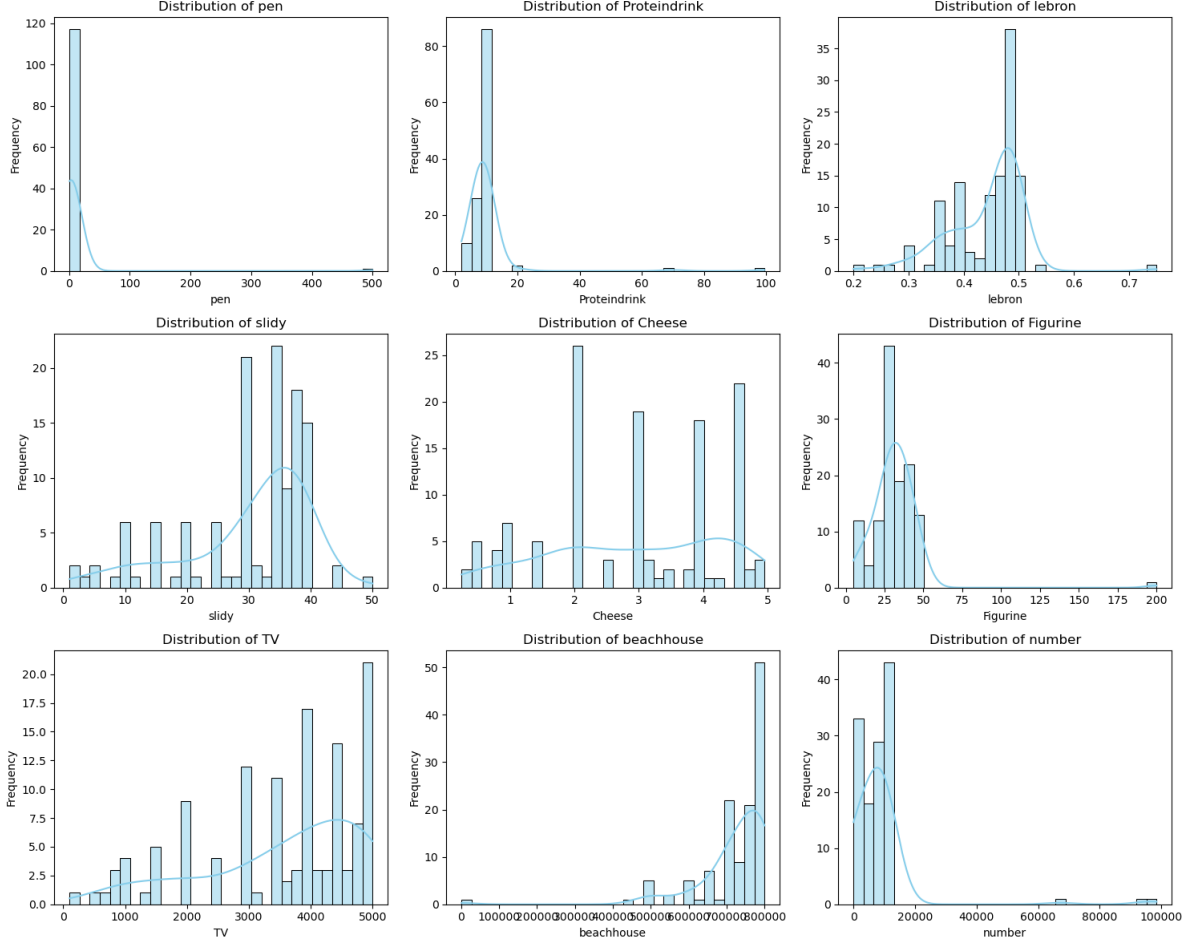 Distribution of pen
120
100
80
60
40
20
0
Frequency
0 100 200 300 400 500
pen
Distribution of Proteindrink
80
60
40
20
0
Frequency
0 20 40 60 80 100
Proteindrink
Distribution of lebron
35
30
25
20
15
10
5
0
Frequency
0.2 0.3 0.4 0.5 0.6 0.7
lebron
Distribution of slidy
20
15
10
5
0
Frequency
0 10 20 30 40 50
slidy
Distribution of Cheese
25
20
15
10
5
0
Frequency
1 2 3 4 5
Cheese
Distribution of Figurine
40
30
20
10
0
Frequency
0 25 50 75 100 125 150 175 200
Figurine
Distribution of TV
20.0
17.5
15.0
12.5
10.0
7.5
5.0
2.5
0.0
Frequency
0 1000 2000 3000 4000 5000
TV
Distribution of beachhouse
50
40
30
20
10
0
Frequency
0 100000 200000 300000 400000 500000 600000 700000 800000
beachhouse
Distribution of number
40
30
20
10
0
Frequency
0 20000 40000 60000 80000 100000
number